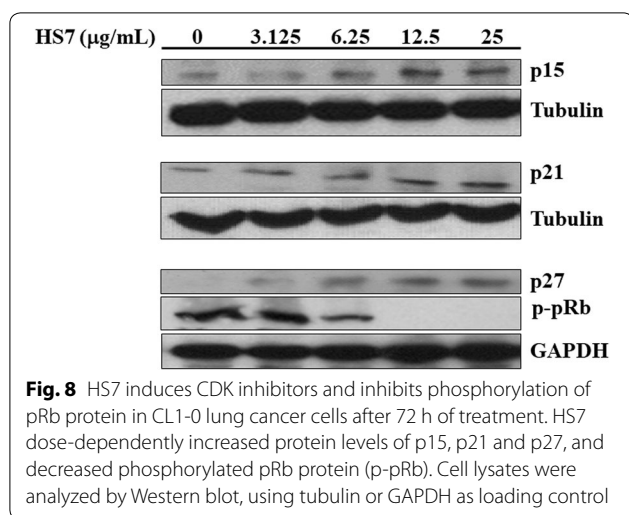 HS7 (μg/mL) 0 3.125 6.25 12.5 25
p15
Tubulin
p21
Tubulin
p27
p-pRb
GAPDH
Fig. 8 HS7 induces CDK inhibitors and inhibits phosphorylation of
pRb protein in CL1-0 lung cancer cells after 72 h of treatment. HS7
dose-dependently increased protein levels of p15, p21 and p27, and
decreased phosphorylated pRb protein (p-pRb). Cell lysates were
analyzed by Western blot, using tubulin or GAPDH as loading control